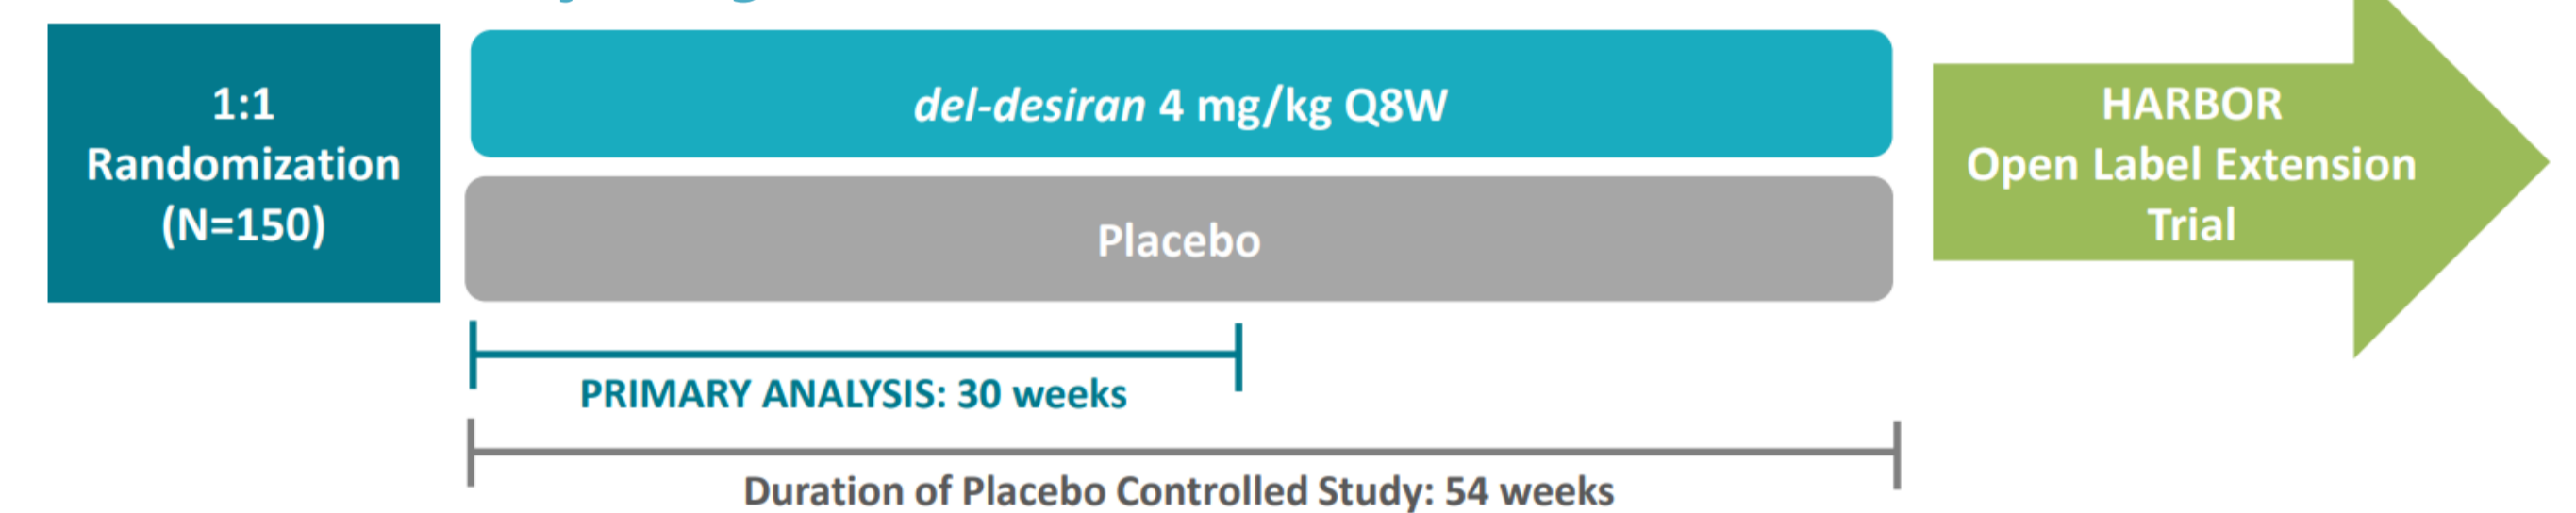 1:1
Randomization
(N=150)
del-desiran 4 mg/kg Q8W
Placebo
HARBOR
Open Label Extension
Trial
PRIMARY ANALYSIS: 30 weeks
Duration of Placebo Controlled Study: 54 weeks